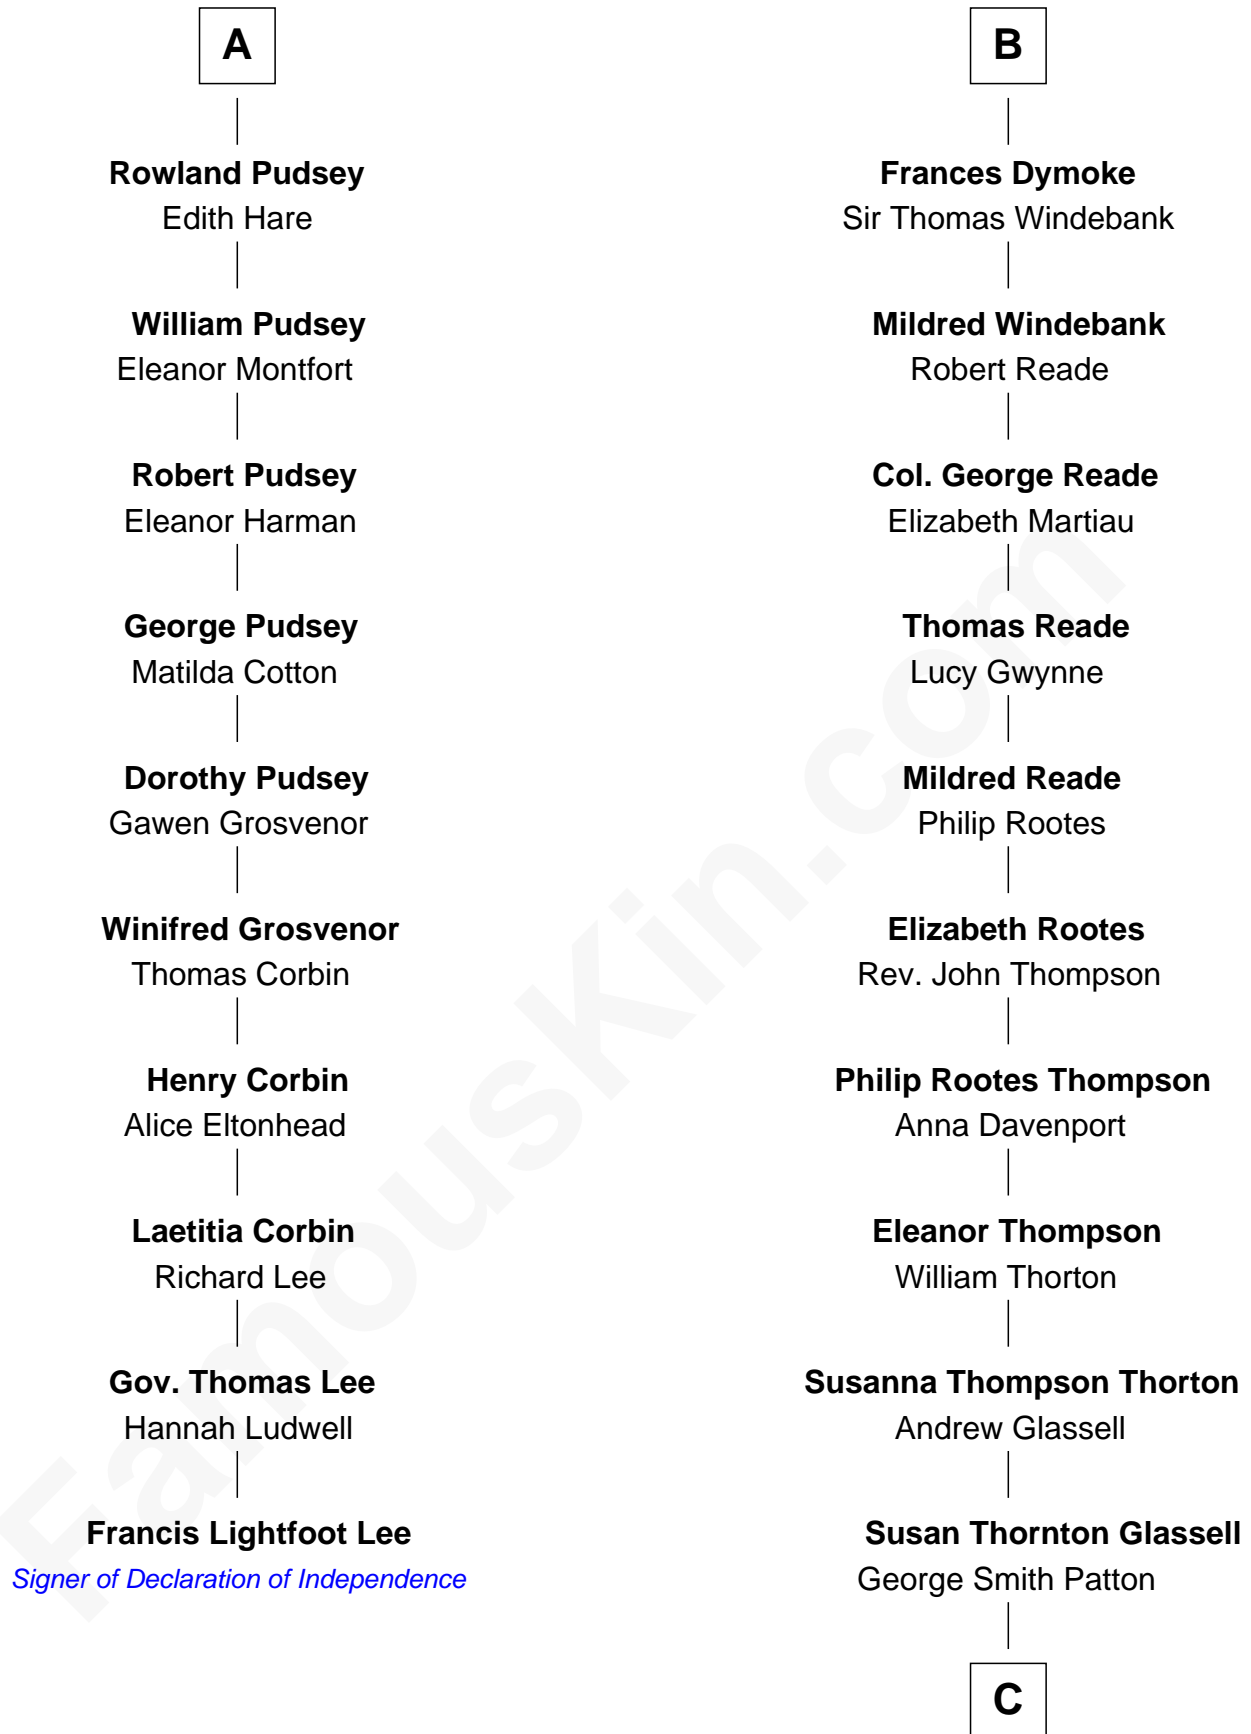 A
Rowland Pudsey
Edith Hare
William Pudsey
Eleanor Montfort
Robert Pudsey
Eleanor Harman
George Pudsey
Matilda Cotton
Dorothy Pudsey
Gawen Grosvenor
Winifred Grosvenor
Thomas Corbin
Henry Corbin
Alice Eltonhead
Laetitia Corbin
Richard Lee
Gov. Thomas Lee
Hannah Ludwell
Francis Lightfoot Lee
Signer of Declaration of Independence
B
Frances Dymoke
Sir Thomas Windebank
Mildred Windebank
Robert Reade
Col. George Reade
Elizabeth Martiau
Thomas Reade
Lucy Gwynne
Mildred Reade
Philip Rootes
Elizabeth Rootes
Rev. John Thompson
Philip Rootes Thompson
Anna Davenport
Eleanor Thompson
William Thorton
Susanna Thompson Thorton
Andrew Glassell
Susan Thornton Glassell
George Smith Patton
C
FamousKin.com